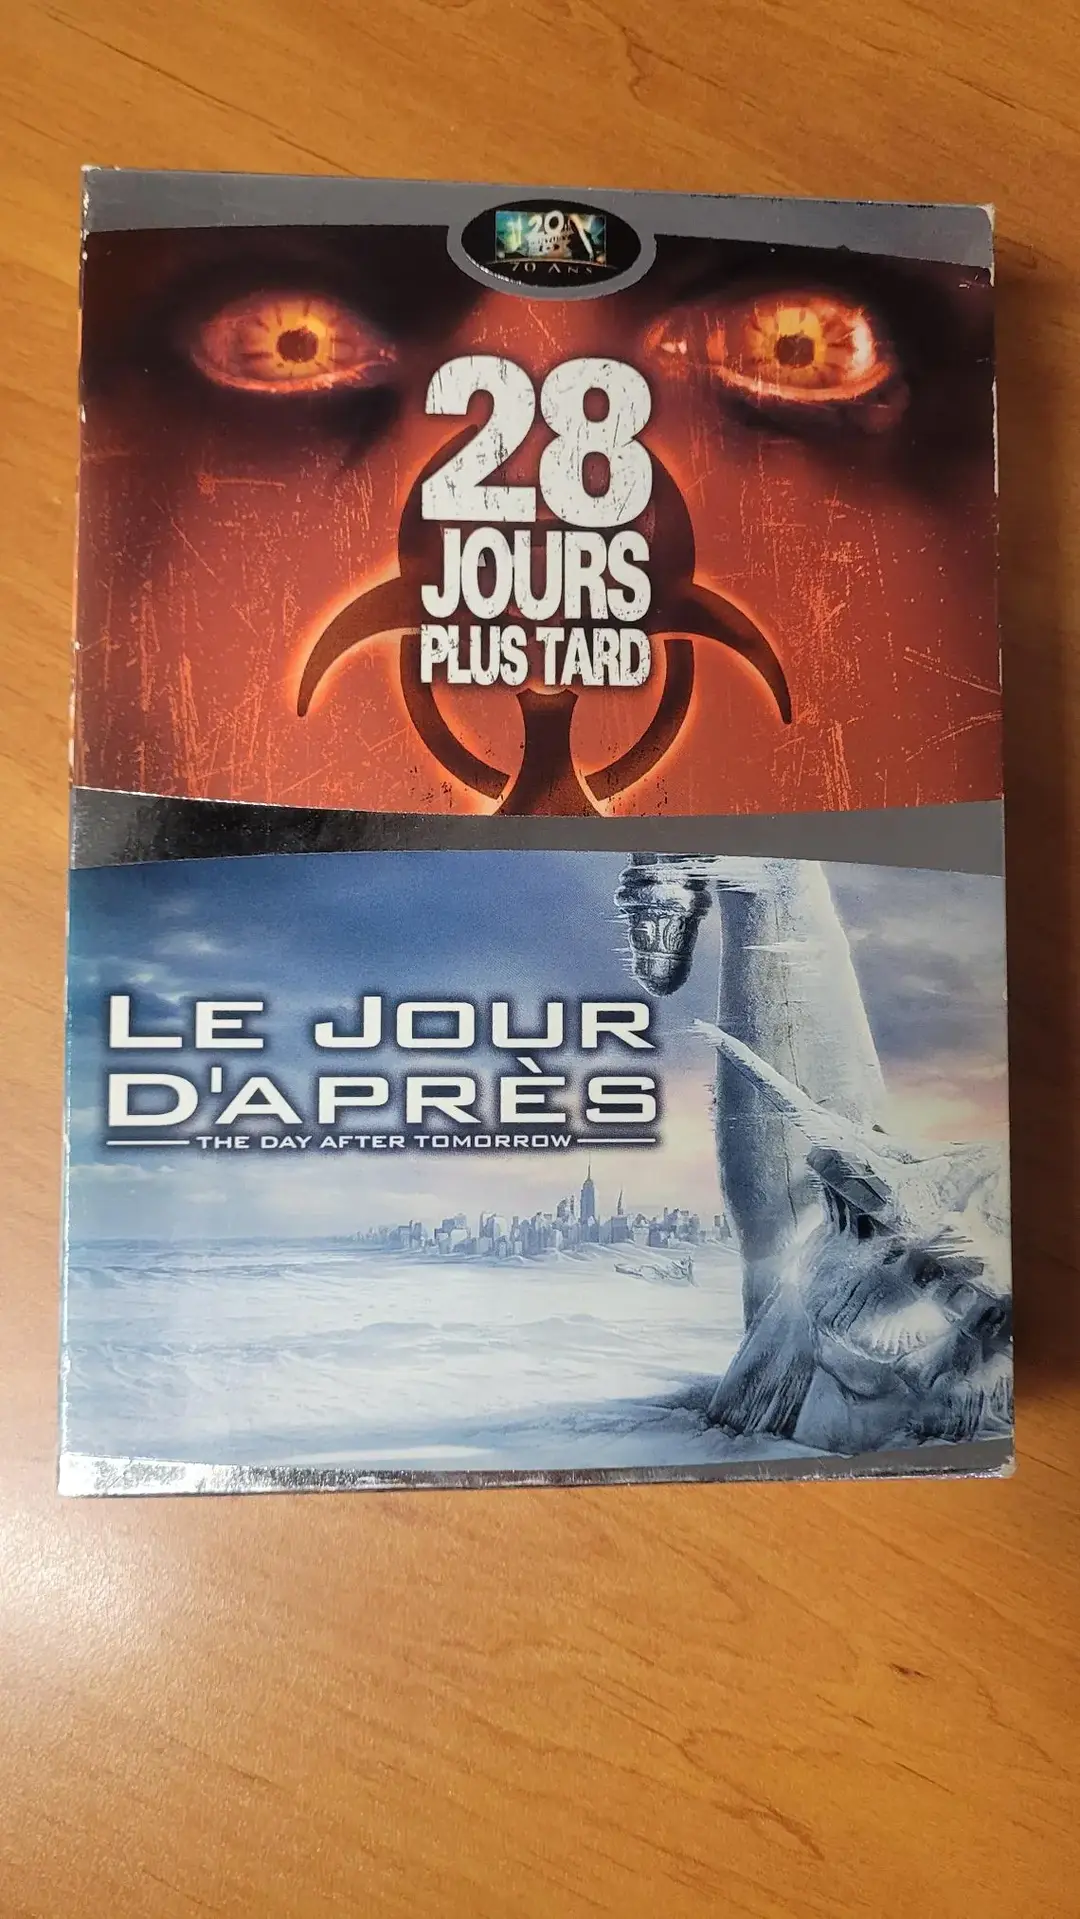 20th
CENTURY
FOX
70 ANS
28
JOURS
PLUS TARD
LE JOUR
D'APRÈS
THE DAY AFTER TOMORROW